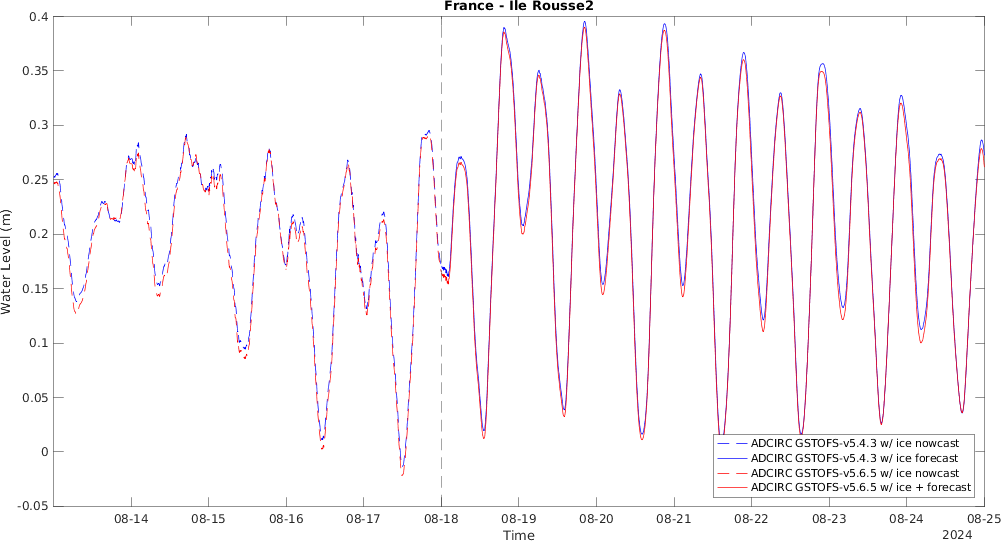 France - Ile Rousse2
0.4
0.35
0.3
0.25
0.2
0.15
0.1
0.05
0
-0.05
Water Level (m)
ADCIRC GSTOFS-v5.4.3 w/ ice nowcast
ADCIRC GSTOFS-v5.4.3 w/ ice forecast
ADCIRC GSTOFS-v5.6.5 w/ ice nowcast
ADCIRC GSTOFS-v5.6.5 w/ ice + forecast
08-14 08-15 08-16 08-17 08-18 08-19 08-20 08-21 08-22 08-23 08-24 08-25
Time
2024